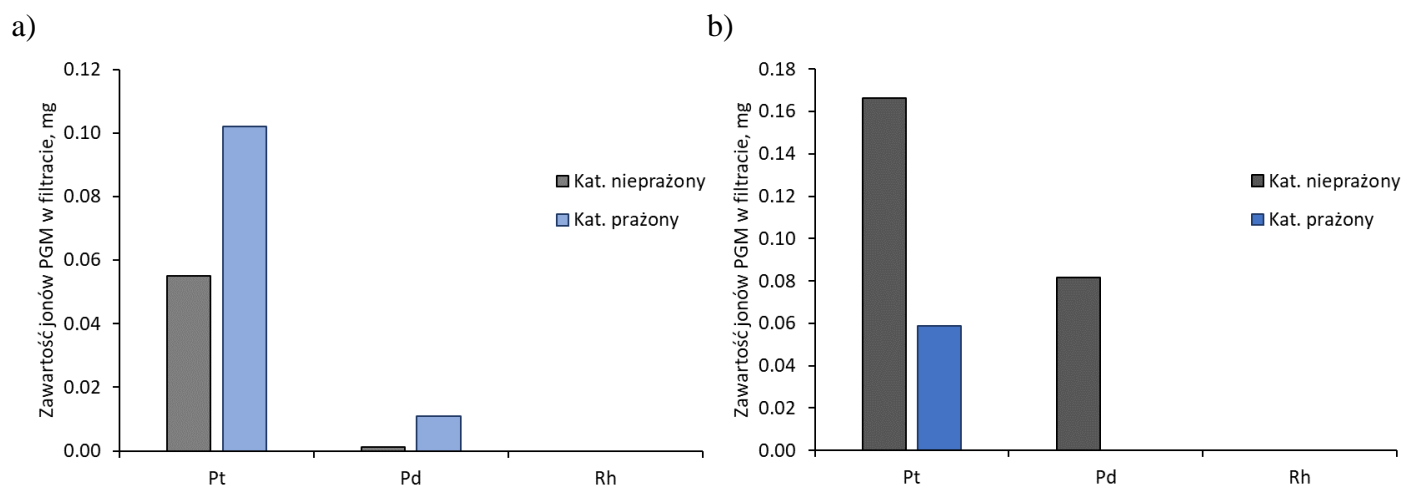 a)
Zawartość jonów PGM w filtracie, mg
0.12
0.10
0.08
0.06
0.04
0.02
0.00
Pt
Pd
Rh
Kat. nieprażony
Kat. prażony
b)
Zawartość jonów PGM w filtracie, mg
0.18
0.16
0.14
0.12
0.10
0.08
0.06
0.04
0.02
0.00
Pt
Pd
Rh
Kat. nieprażony
Kat. prażony